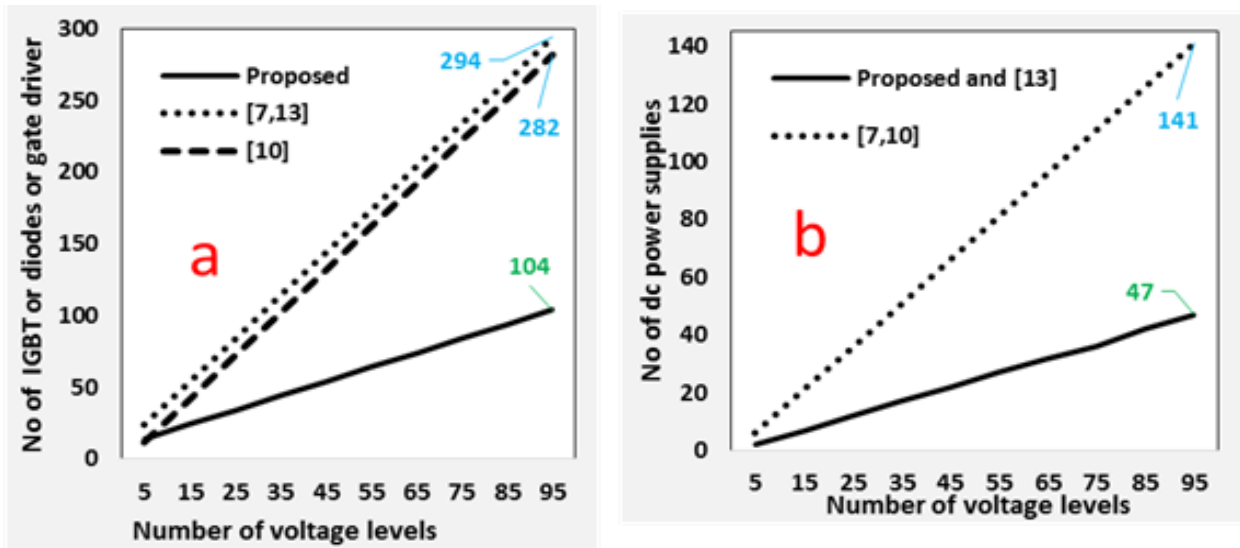 No of IGBT or diodes or gate driver
300
250
200
150
100
50
0
Proposed
[7,13]
[10]
294
282
104
a
5 15 25 35 45 55 65 75 85 95
Number of voltage levels
No of dc power supplies
140
120
100
80
60
40
20
0
Proposed and [13]
[7,10]
141
47
b
5 15 25 35 45 55 65 75 85 95
Number of voltage levels